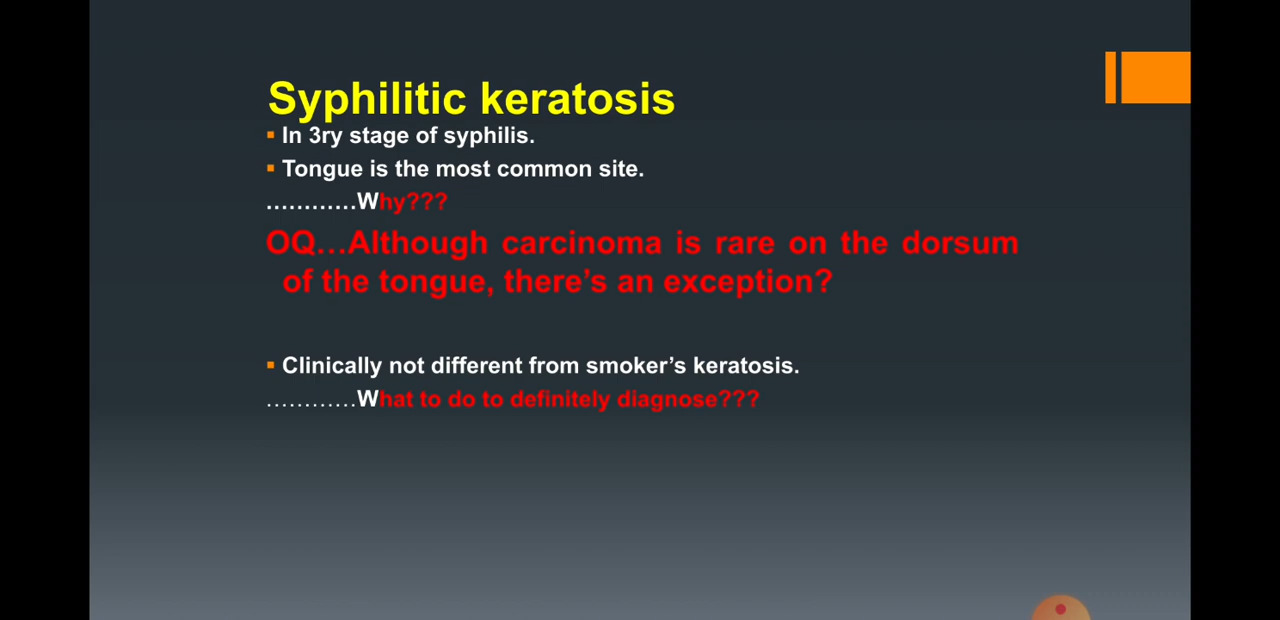 Syphilitic keratosis
▪ In 3ry stage of syphilis.
▪ Tongue is the most common site.
…………Why???
OQ…Although carcinoma is rare on the dorsum
of the tongue, there’s an exception?
▪ Clinically not different from smoker’s keratosis.
…………What to do to definitely diagnose???